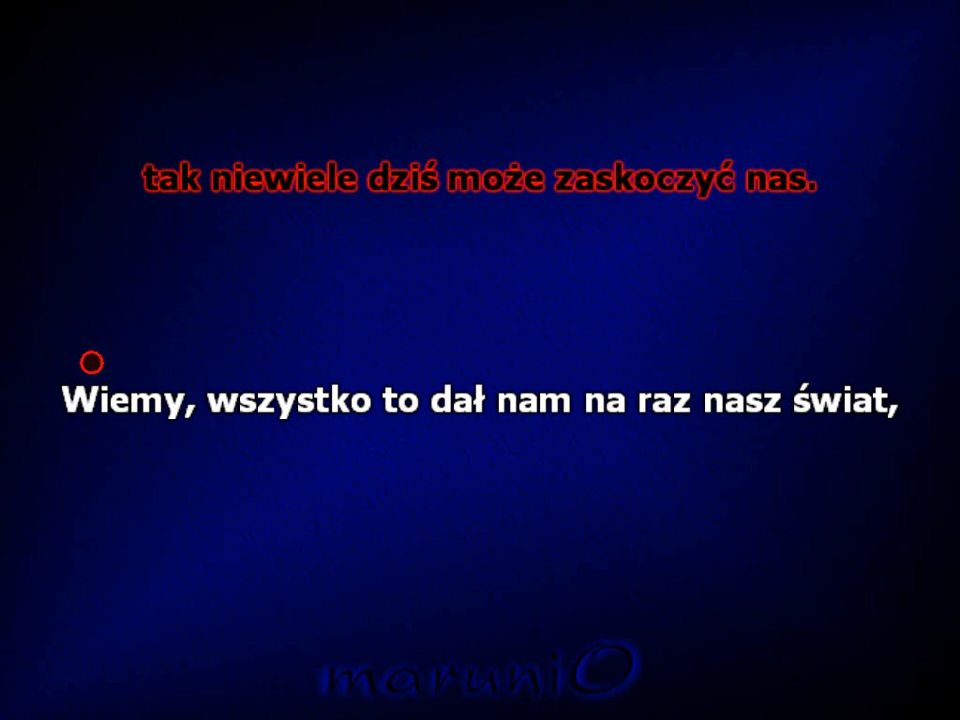 tak niewiele dziś może zaskoczyć nas.
Wiemy, wszystko to dał nam na raz nasz świat,
maruniO